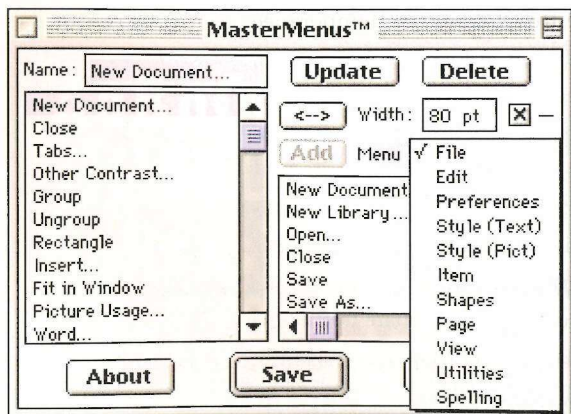 MasterMenus™
Name: New Document...
Update
Delete
New Document...
Close
Tabs...
Other Contrast...
Group
Ungroup
Rectangle
Insert...
Fit in Window
Picture Usage...
Word...
<--> Width: 80 pt
Add Menu
New Document
New Library...
Open...
Close
Save
Save As...
✓ File
Edit
Preferences
Style (Text)
Style (Pict)
Item
Shapes
Page
View
Utilities
Spelling
About
Save